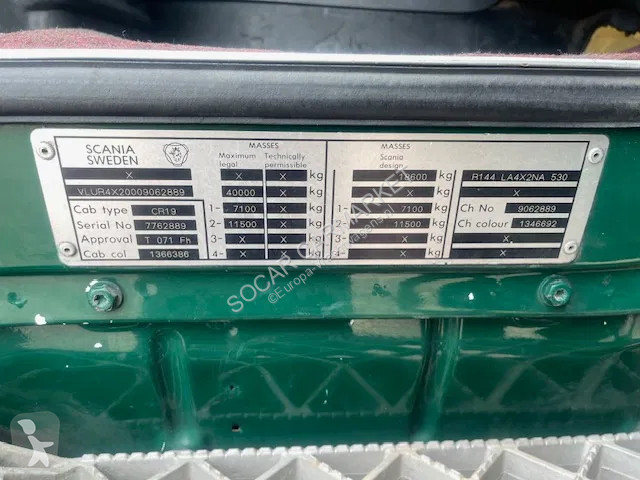 SCANIA
SWEDEN
MASSES
Maximum legal
Technically permissible
MASSES
Scania design
X
X X kg
18600 kg
R144 LA4X2NA 530
VLUR4X20009062889
40000 X kg
X kg
X
Cab type CR19
1- 7100 X kg
1- 7100 kg
Ch No 9062889
Serial No 7762889
2- 11500 X kg
2- 11500 kg
Ch colour 1346692
Approval T 071 Fh
3- X X kg
3- X kg
X
Cab col 1366386
4- X X kg
4- X kg
X
SOCAR CAR MARKET
©Europa-